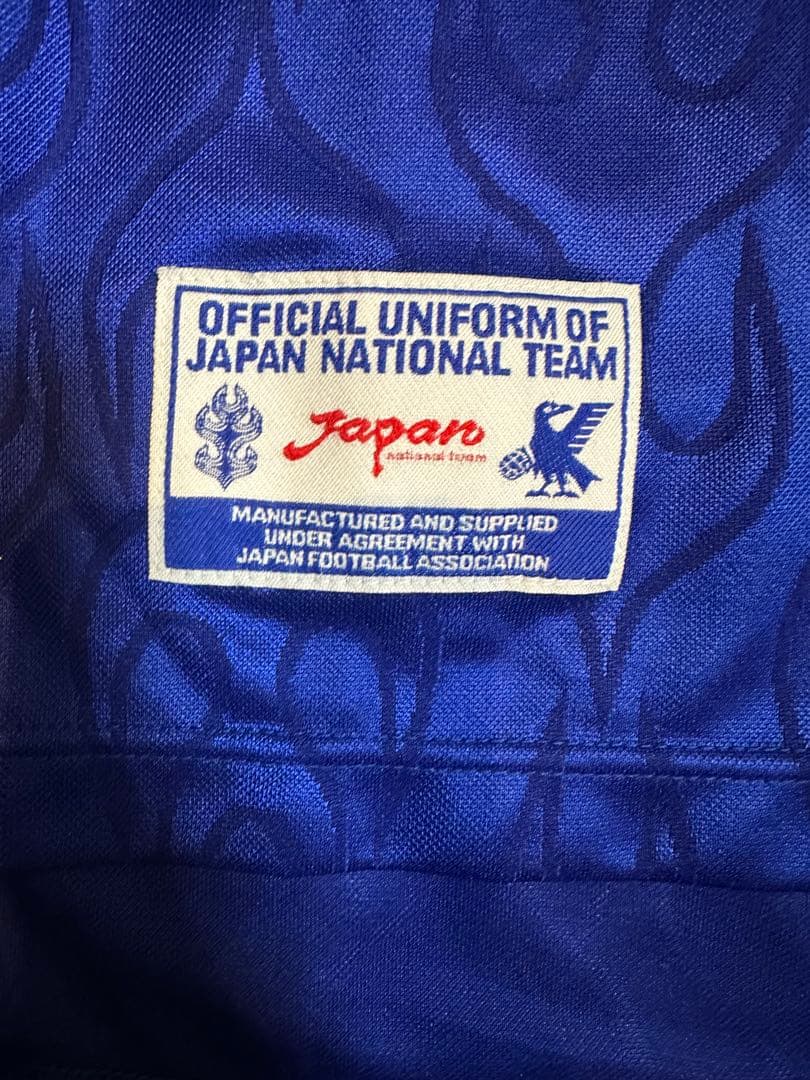 OFFICIAL UNIFORM OF
JAPAN NATIONAL TEAM
Japan
national team
MANUFACTURED AND SUPPLIED
UNDER AGREEMENT WITH
JAPAN FOOTBALL ASSOCIATION